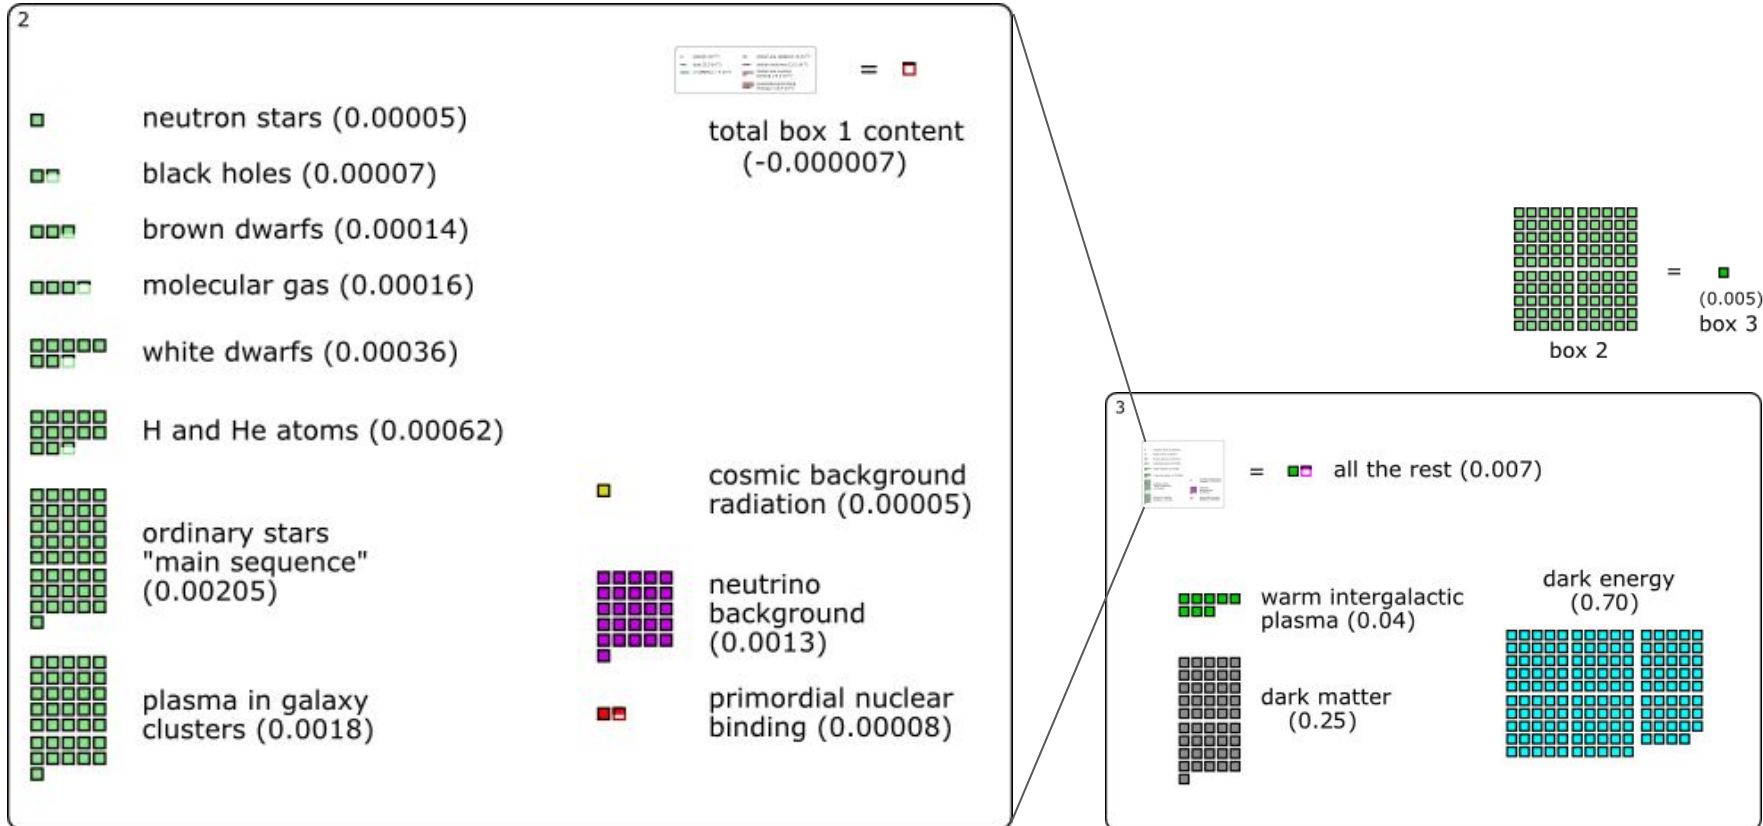 2
=
total box 1 content
(-0.000007)
neutron stars (0.00005)
black holes (0.00007)
brown dwarfs (0.00014)
molecular gas (0.00016)
white dwarfs (0.00036)
H and He atoms (0.00062)
ordinary stars
"main sequence"
(0.00205)
plasma in galaxy
clusters (0.0018)
cosmic background
radiation (0.00005)
neutrino
background
(0.0013)
primordial nuclear
binding (0.00008)
=
(0.005)
box 3
box 2
3
=
all the rest (0.007)
warm intergalactic
plasma (0.04)
dark matter
(0.25)
dark energy
(0.70)